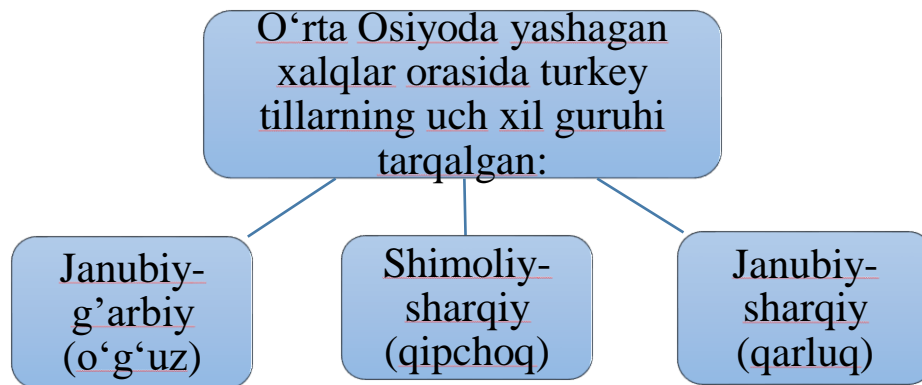 O‘rta Osiyoda yashagan
xalqlar orasida turkey
tillarning uch xil guruhi
tarqalgan:
Janubiy-
g’arbiy
(o‘g‘uz)
Shimoliy-
sharqiy
(qipchoq)
Janubiy-
sharqiy
(qarluq)